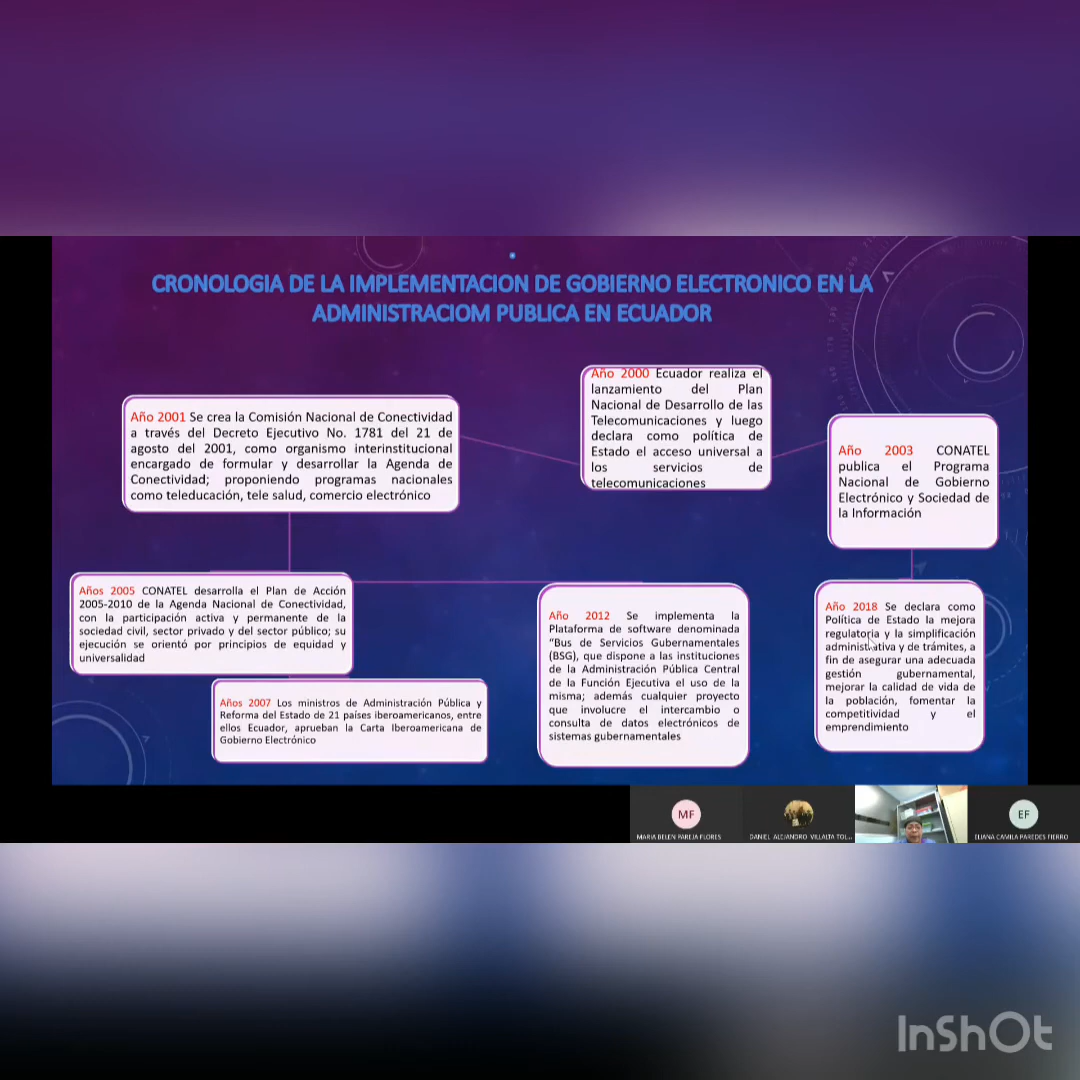 CRONOLOGIA DE LA IMPLEMENTACION DE GOBIERNO ELECTRONICO EN LA
ADMINISTRACIOM PUBLICA EN ECUADOR
Año 2001 Se crea la Comisión Nacional de Conectividad
a través del Decreto Ejecutivo No. 1781 del 21 de
agosto del 2001, como organismo interinstitucional
encargado de formular y desarrollar la Agenda de
Conectividad; proponiendo programas nacionales
como teleducación, tele salud, comercio electrónico
Año 2000 Ecuador realiza el
lanzamiento del Plan
Nacional de Desarrollo de las
Telecomunicaciones y luego
declara como política de
Estado el acceso universal a
los servicios de
telecomunicaciones
Año 2003 CONATEL
publica el Programa
Nacional de Gobierno
Electrónico y Sociedad de
la Información
Años 2005 CONATEL desarrolla el Plan de Acción
2005-2010 de la Agenda Nacional de Conectividad,
con la participación activa y permanente de la
sociedad civil, sector privado y del sector público; su
ejecución se orientó por principios de equidad y
universalidad
Años 2007 Los ministros de Administración Pública y
Reforma del Estado de 21 países iberoamericanos, entre
ellos Ecuador, aprueban la Carta Iberoamericana de
Gobierno Electrónico
Año 2012 Se implementa la
Plataforma de software denominada
“Bus de Servicios Gubernamentales
(BSG), que dispone a las instituciones
de la Administración Pública Central
de la Función Ejecutiva el uso de la
misma; además cualquier proyecto
que involucre el intercambio o
consulta de datos electrónicos de
sistemas gubernamentales
Año 2018 Se declara como
Política de Estado la mejora
regulatoria y la simplificación
administrativa y de trámites, a
fin de asegurar una adecuada
gestión gubernamental,
mejorar la calidad de vida de
la población, fomentar la
competitividad y el
emprendimiento
MF
MARIA BELEN PAREJA FLORES
DANIEL ALEJANDRO VILLALTA TOL...
EF
ELIANA CAMILA PAREDES FIERRO
InShOt